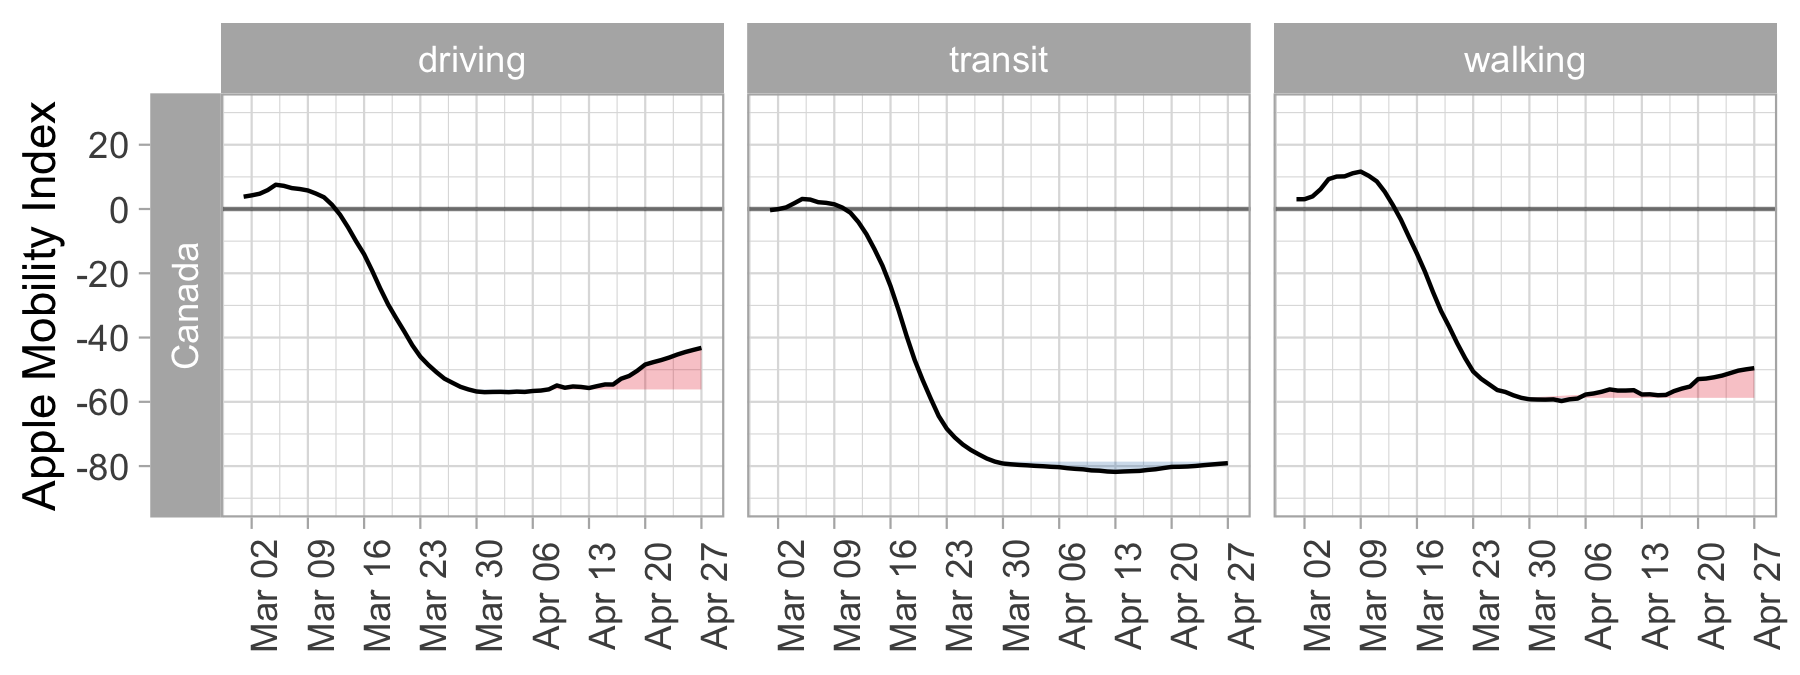 driving
transit
walking
Apple Mobility Index
Canada
20
0
-20
-40
-60
-80
Mar 02
Mar 09
Mar 16
Mar 23
Mar 30
Apr 06
Apr 13
Apr 20
Apr 27
Mar 02
Mar 09
Mar 16
Mar 23
Mar 30
Apr 06
Apr 13
Apr 20
Apr 27
Mar 02
Mar 09
Mar 16
Mar 23
Mar 30
Apr 06
Apr 13
Apr 20
Apr 27